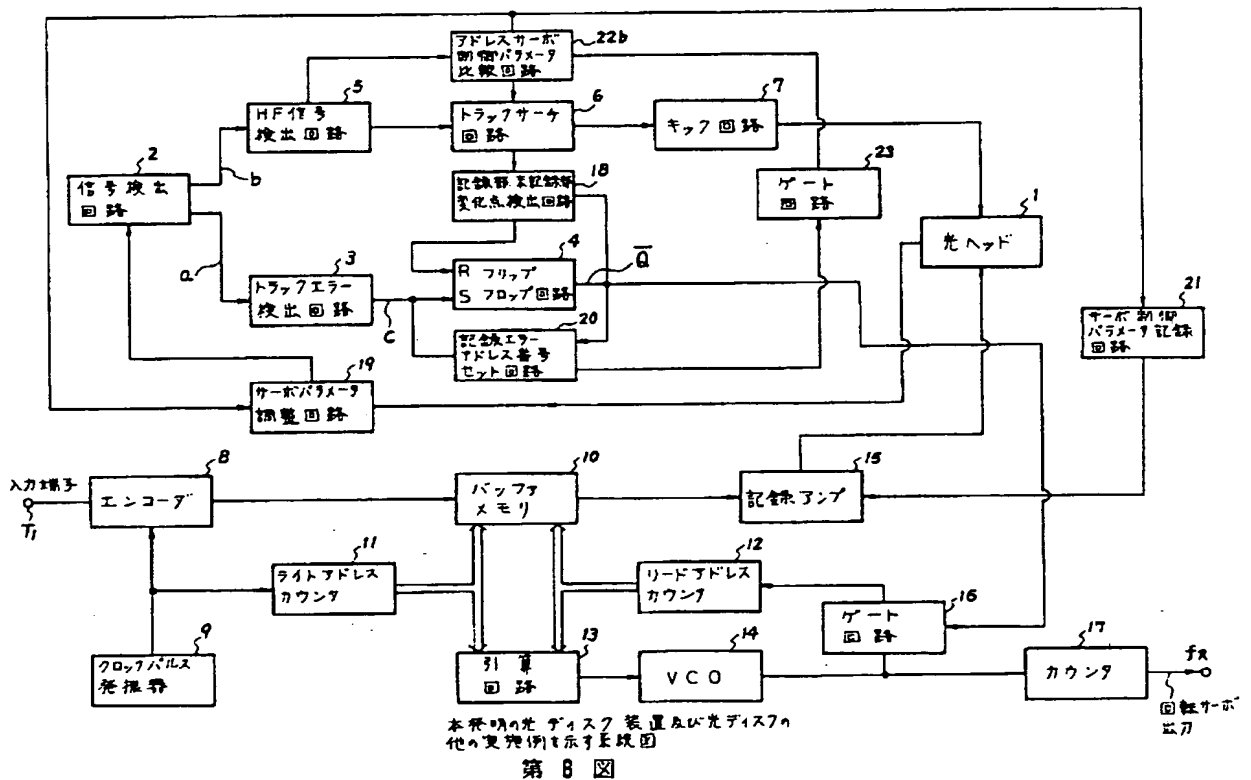 アドレスサーボ
制御パラメータ
比較回路
22b
5
HF信号
検出回路
6
トラックサーチ
回路
7
キック回路
2
信号検出
回路
b
a
記録部未記録部
変化点検出回路
18
23
ゲート
回路
1
光ヘッド
3
トラックエラー
検出回路
C
4
R フリップ
S フロップ回路
Q̅
20
記録エラー
アドレス番号
セット回路
21
サーボ制御
パラメータ記録
回路
19
サーボパラメータ
調整回路
入力端子
T1
8
エンコーダ
10
バッファ
メモリ
15
記録アンプ
11
ライトアドレス
カウンタ
12
リードアドレス
カウンタ
16
ゲート
回路
9
クロックパルス
発振器
13
引算
回路
14
VCO
17
カウンタ
fR
回転サーボ
出力
本発明の光ディスク装置及び光ディスクの
他の実施例を示す系統図
第8図